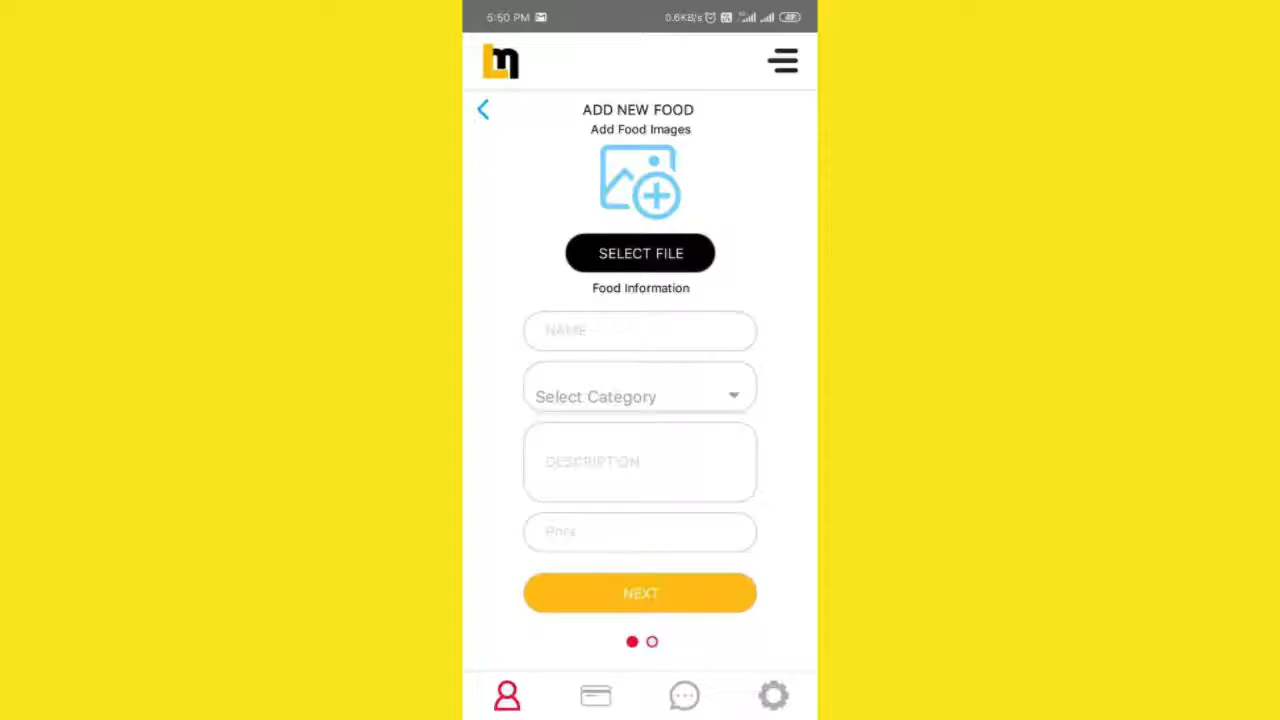 5:50 PM
0.6KB/s
Lm
ADD NEW FOOD
Add Food Images
SELECT FILE
Food Information
NAME
Select Category
DESCRIPTION
Price
NEXT